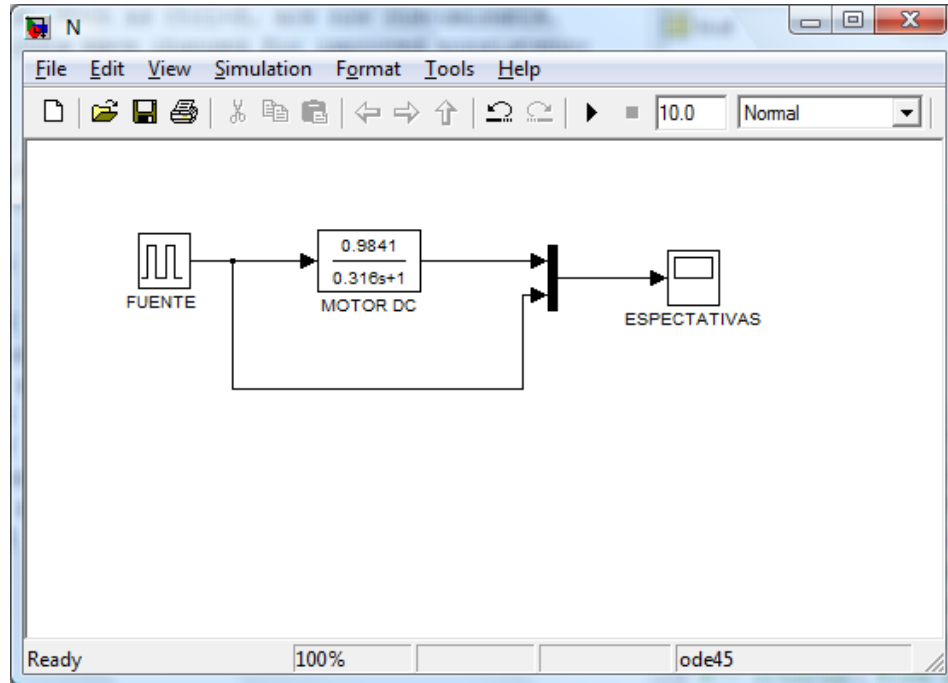 N
File Edit View Simulation Format Tools Help
10.0 Normal
0.9841
0.316s+1
FUENTE
MOTOR DC
ESPECTATIVAS
Ready 100% ode45